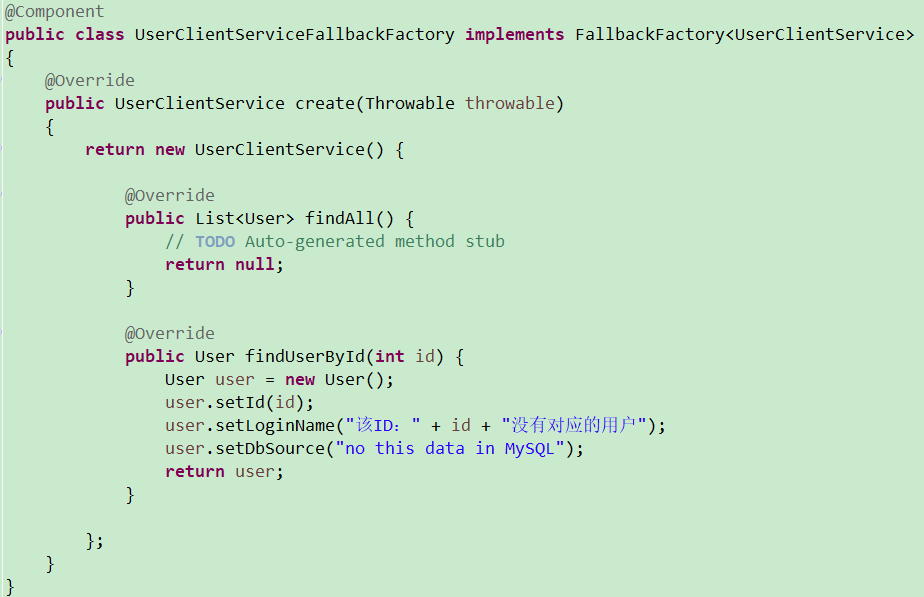 @Component
public class UserClientServiceFallbackFactory implements FallbackFactory<UserClientService>
{
    @Override
    public UserClientService create(Throwable throwable)
    {
        return new UserClientService() {
            @Override
            public List<User> findAll() {
                // TODO Auto-generated method stub
                return null;
            }
            @Override
            public User findUserById(int id) {
                User user = new User();
                user.setId(id);
                user.setLoginName("该ID：" + id + "没有对应的用户");
                user.setDbSource("no this data in MySQL");
                return user;
            }
        };
    }
}